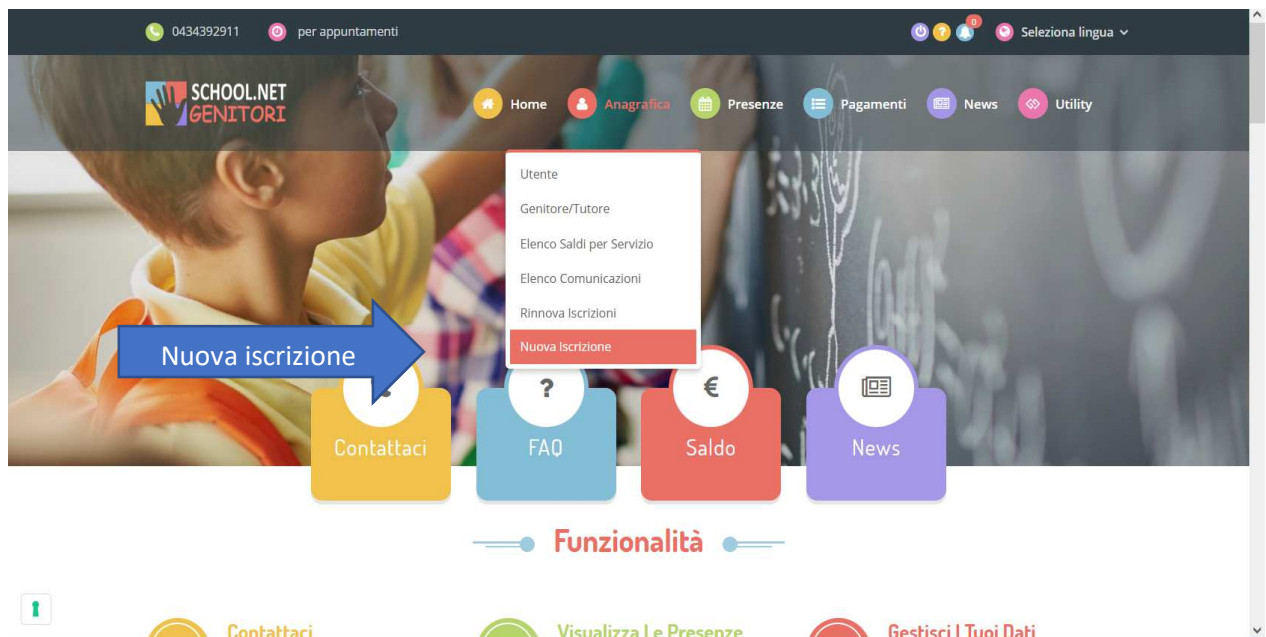 0434392911
per appuntamenti
0
Seleziona lingua
SCHOOL.NET
GENITORI
Home
Anagrafica
Presenze
Pagamenti
News
Utility
Utente
Genitore/Tutore
Elenco Saldi per Servizio
Elenco Comunicazioni
Rinnova Iscrizioni
Nuova Iscrizione
Nuova iscrizione
?
€
Contattaci
FAQ
Saldo
News
Funzionalità
Contattaci
Visualizza Le Presenze
Gestisci I Tuoi Dati